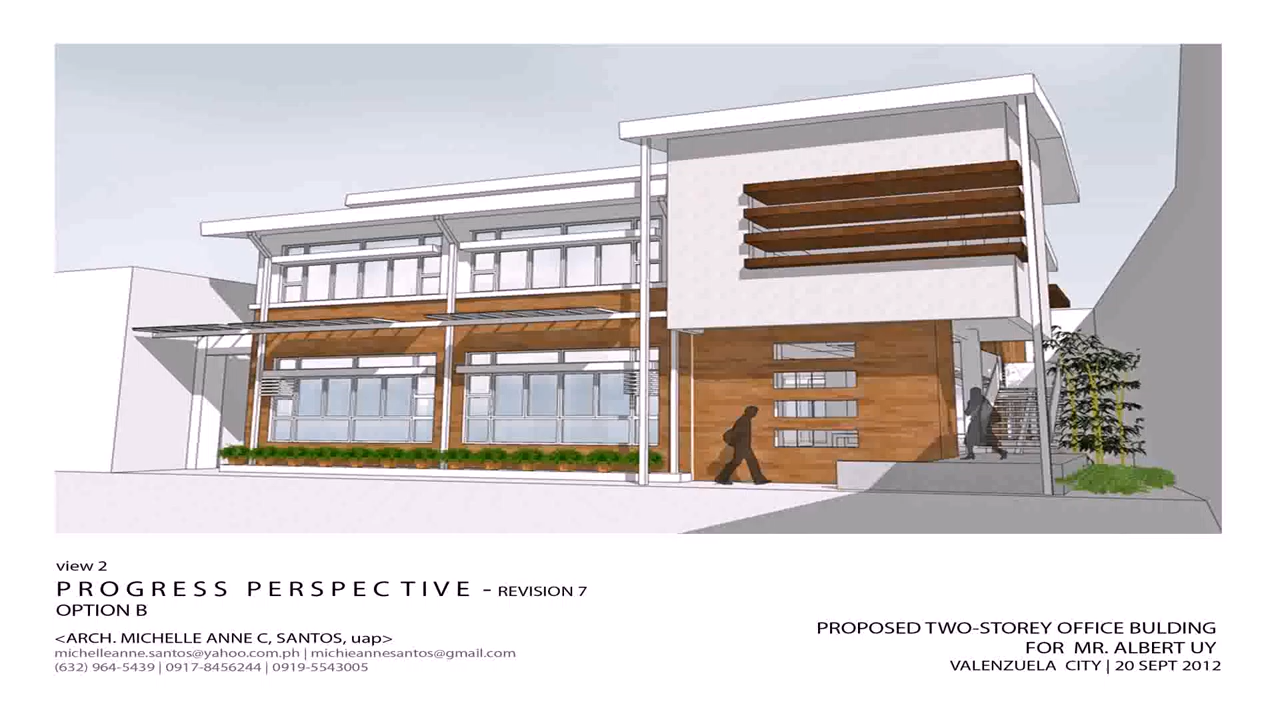 view 2
PROGRESS PERSPECTIVE - REVISION 7
OPTION B
<ARCH. MICHELLE ANNE C, SANTOS, uap>
michelleanne.santos@yahoo.com.ph | michieannesantos@gmail.com
(632) 964-5439 | 0917-8456244 | 0919-5543005
PROPOSED TWO-STOREY OFFICE BULDING
FOR MR. ALBERT UY
VALENZUELA CITY | 20 SEPT 2012